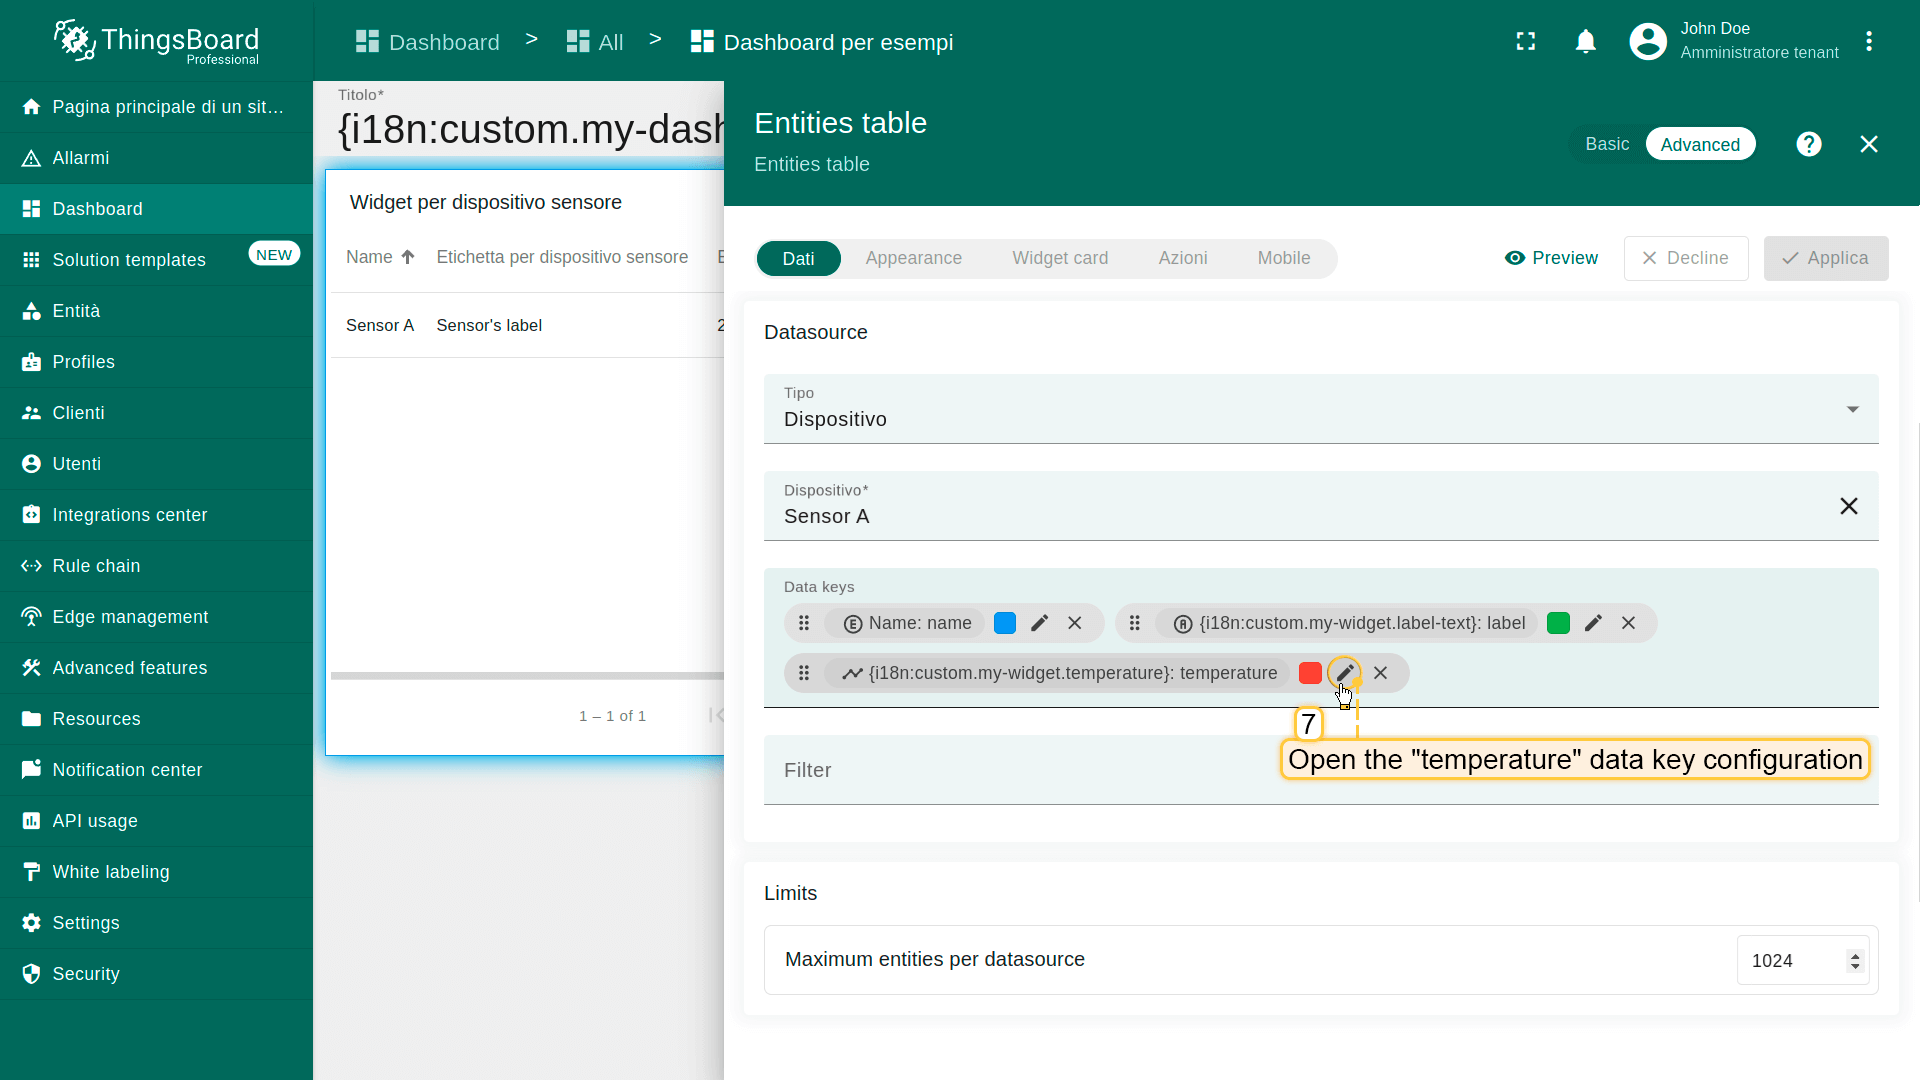 ThingsBoard
Professional
Dashboard > All > Dashboard per esempi
John Doe
Amministratore tenant
Pagina principale di un sit...
Allarmi
Dashboard
Solution templates NEW
Entità
Profiles
Clienti
Utenti
Integrations center
Rule chain
Edge management
Advanced features
Resources
Notification center
API usage
White labeling
Settings
Security
Titolo*
{i18n:custom.my-dash
Widget per dispositivo sensore
Name Etichetta per dispositivo sensore
Sensor A Sensor's label 2
1 – 1 of 1
Entities table
Entities table
Basic Advanced
Dati Appearance Widget card Azioni Mobile
Preview Decline Applica
Datasource
Tipo
Dispositivo
Dispositivo*
Sensor A
Data keys
E Name: name
A {i18n:custom.my-widget.label-text}: label
{i18n:custom.my-widget.temperature}: temperature
7
Open the "temperature" data key configuration
Filter
Limits
Maximum entities per datasource 1024